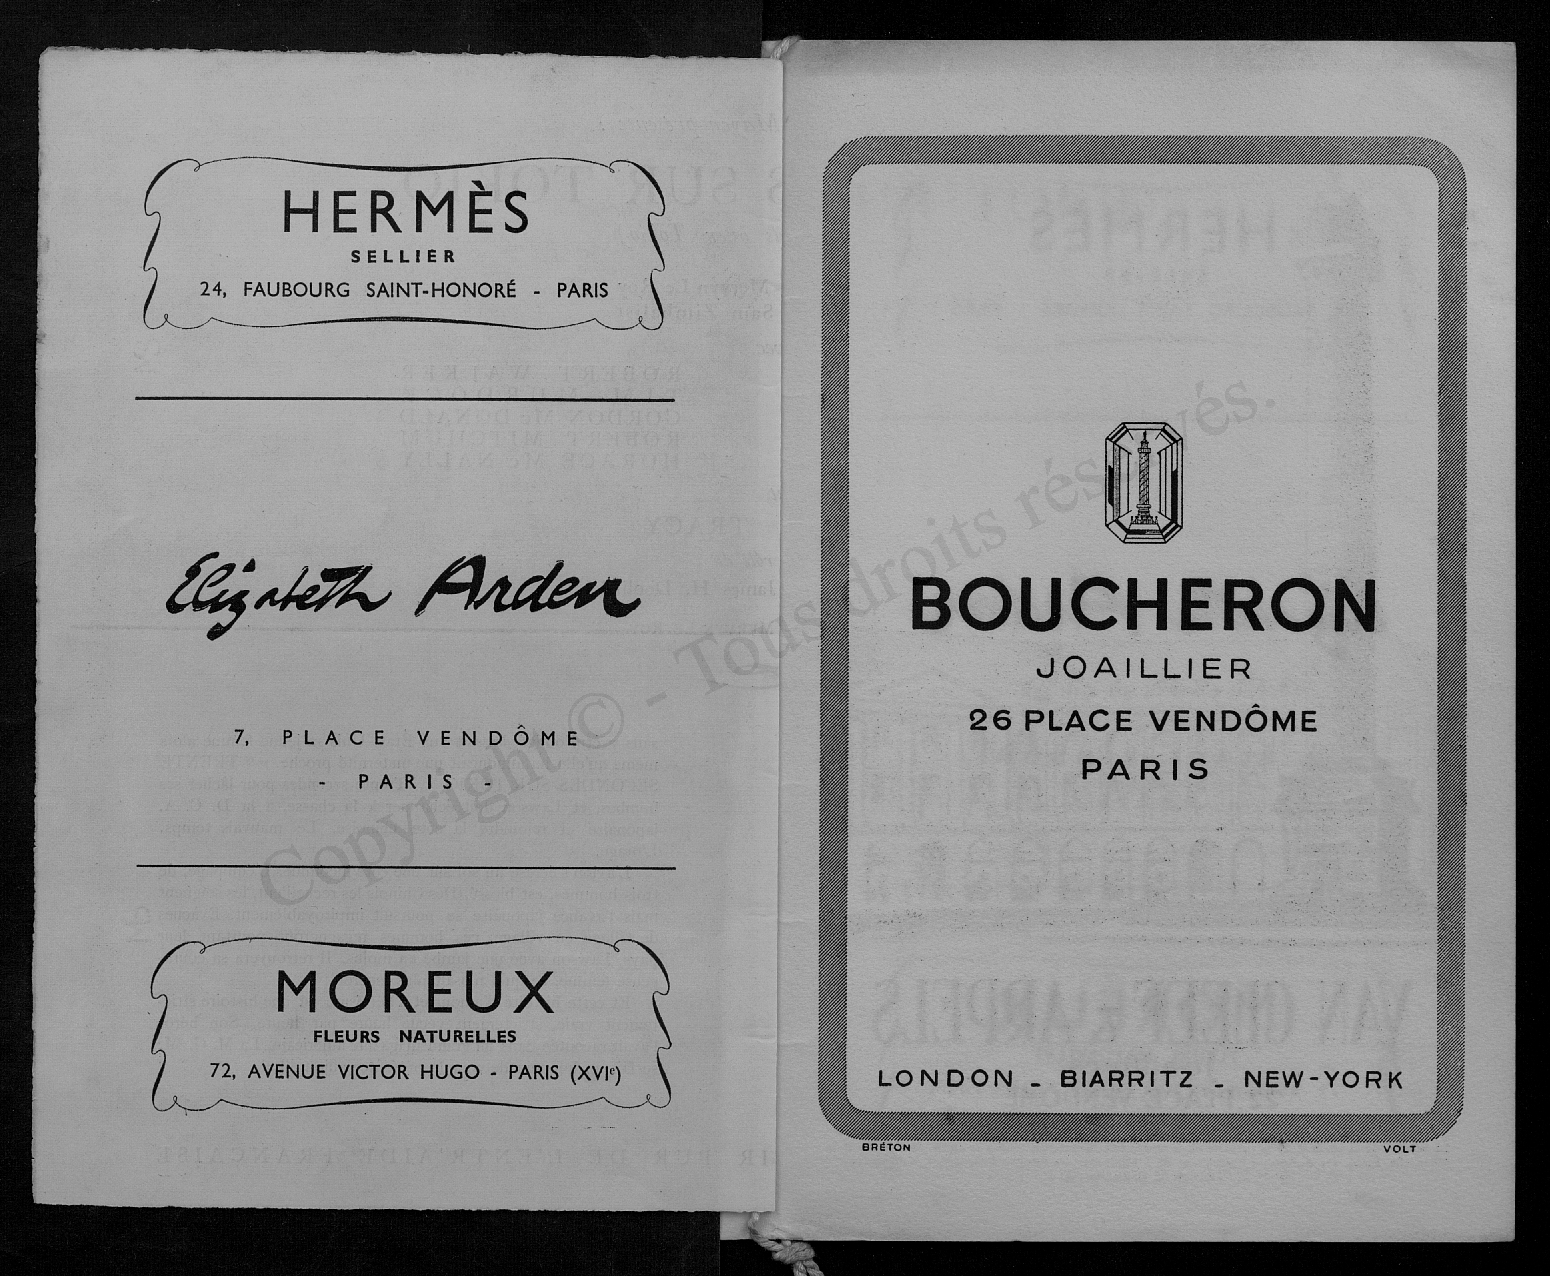 HERMÈS
SELLIER
24, FAUBOURG SAINT-HONORÉ - PARIS
Elizabeth Arden
7, PLACE VENDÔME
- PARIS -
MOREUX
FLEURS NATURELLES
72, AVENUE VICTOR HUGO - PARIS (XVIe)
BOUCHERON
JOAILLIER
26 PLACE VENDÔME
PARIS
LONDON - BIARRITZ - NEW-YORK
BRÉTON
VOLT
Copyright © - Tous droits réservés.